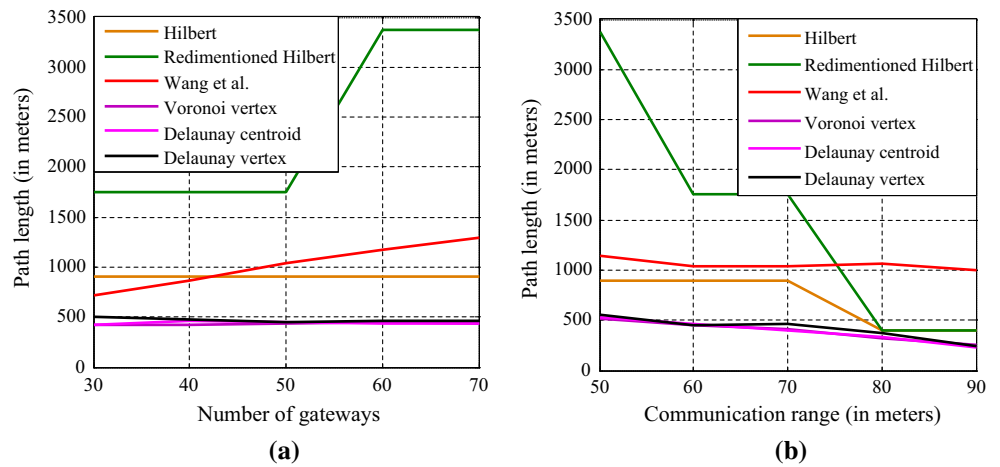 3500
3000
2500
2000
1500
1000
500
0
Path length (in meters)
Hilbert
Redimentioned Hilbert
Wang et al.
Voronoi vertex
Delaunay centroid
Delaunay vertex
30 40 50 60 70
Number of gateways
(a)
3500
3000
2500
2000
1500
1000
500
0
Path length (in meters)
Hilbert
Redimentioned Hilbert
Wang et al.
Voronoi vertex
Delaunay centroid
Delaunay vertex
50 60 70 80 90
Communication range (in meters)
(b)